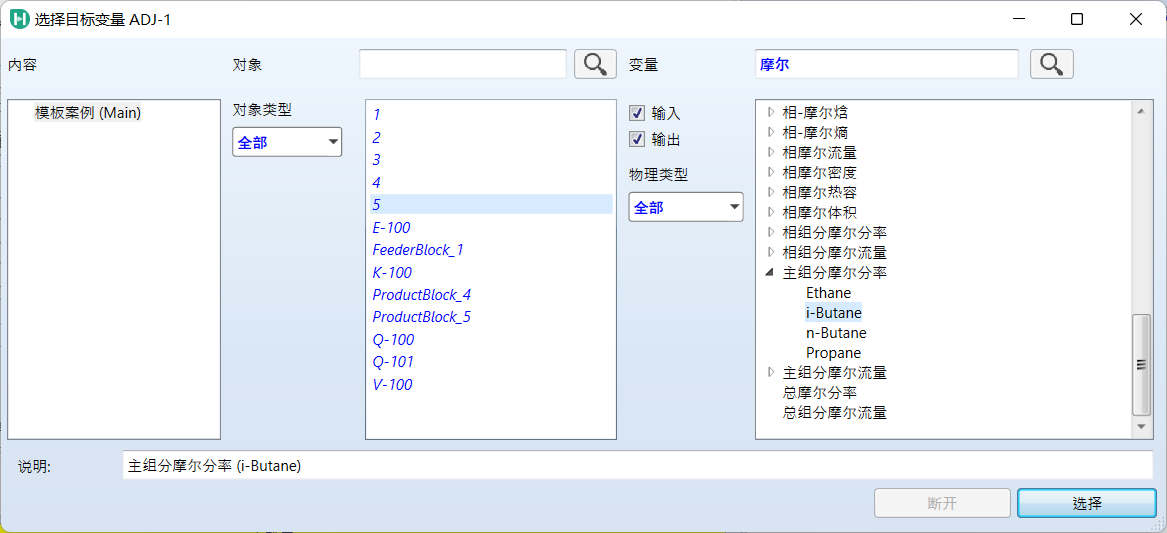 选择目标变量 ADJ-1
内容
对象
变量
摩尔
模板案例 (Main)
对象类型
全部
1
2
3
4
5
E-100
FeederBlock_1
K-100
ProductBlock_4
ProductBlock_5
Q-100
Q-101
V-100
输入
输出
物理类型
全部
相-摩尔焓
相-摩尔熵
相摩尔流量
相摩尔密度
相摩尔热容
相摩尔体积
相组分摩尔分率
相组分摩尔流量
主组分摩尔分率
Ethane
i-Butane
n-Butane
Propane
主组分摩尔流量
总摩尔分率
总组分摩尔流量
说明:
主组分摩尔分率 (i-Butane)
断开
选择